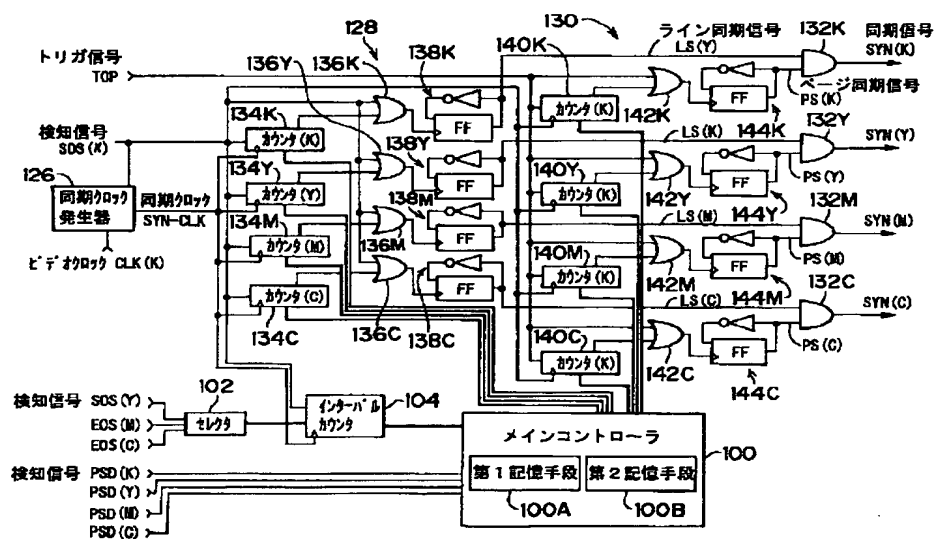 130
132K
ライン同期信号
同期信号
LS(Y)
SYN(K)
トリガ信号
TOP
128
136Y
136K
138K
140K
FF
142K
FF
ページ同期信号
PS(K)
144K
132Y
検知信号
134K
カウンタ(K)
カウンタ(K)
LS(K)
SYN(Y)
126
134Y
138Y
140Y
FF
142Y
FF
PS(Y)
144Y
132M
同期クロック
発生器
同期クロック
SYN-CLK
カウンタ(Y)
カウンタ(K)
134M
138M
LS(M)
SYN(M)
カウンタ(M)
136M
FF
140M
142M
FF
PS(M)
144M
132C
ビデオクロック CLK(K)
カウンタ(K)
LS(C)
SYN(C)
カウンタ(C)
134C
136C
138C
FF
140C
142C
FF
PS(C)
144C
カウンタ(K)
検知信号 SOS(Y)
EOS(M)
EOS(C)
102
セレクタ
インターバル
カウンタ
104
メインコントローラ
100
第1記憶手段
第2記憶手段
100A
100B
検知信号 PSD(K)
PSD(Y)
PSD(M)
PSD(C)